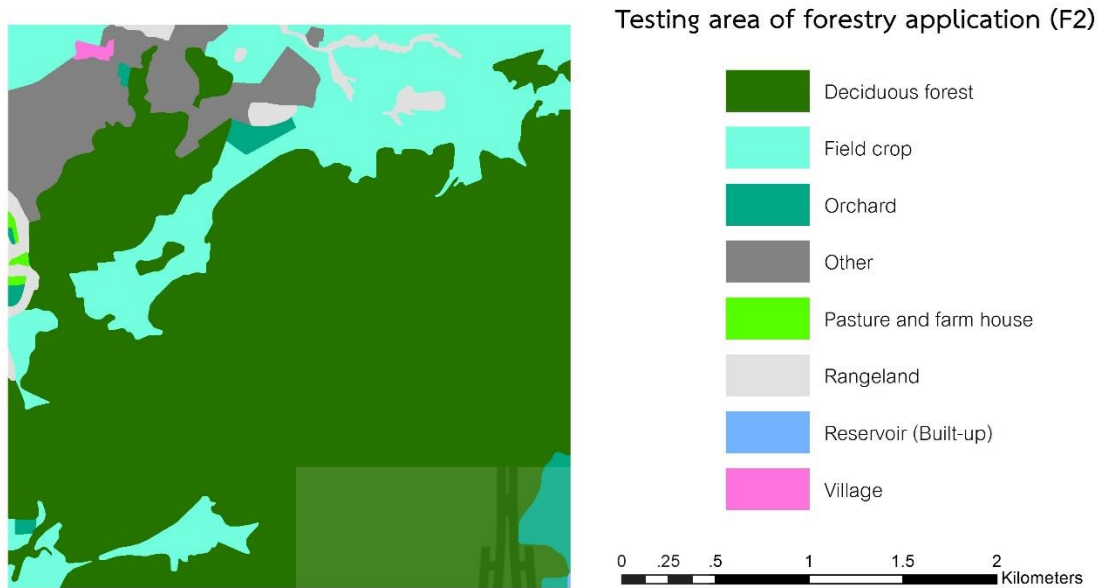 Testing area of forestry application (F2)
Deciduous forest
Field crop
Orchard
Other
Pasture and farm house
Rangeland
Reservoir (Built-up)
Village
0 .25 .5 1 1.5 2
Kilometers